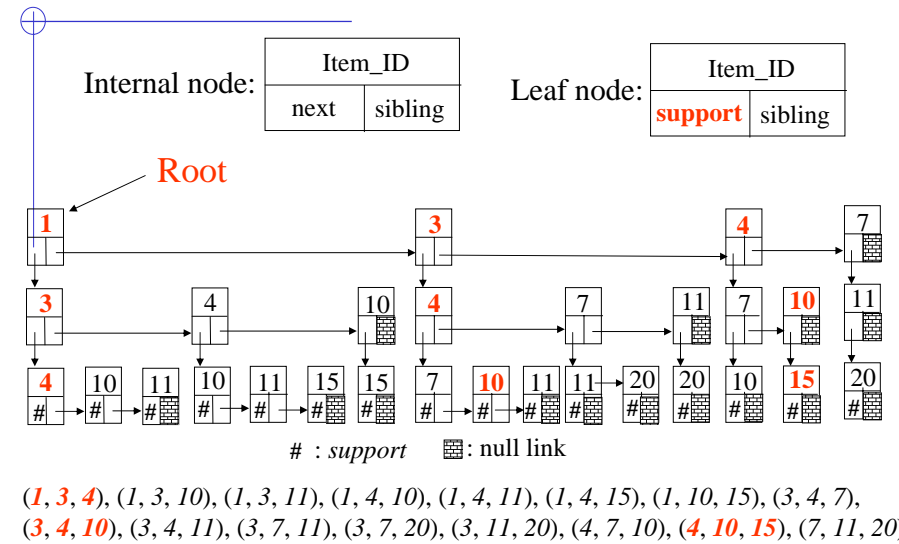 Internal node:
Item_ID
next sibling
Leaf node:
Item_ID
support sibling
Root
1 3 4 7
3 4 10 4 7 11 7 10 11
4 10 11 10 11 15 15 7 10 11 11 20 20 10 15 20
# # # # # # # # # # # # # # # #
# : support : null link
(1, 3, 4), (1, 3, 10), (1, 3, 11), (1, 4, 10), (1, 4, 11), (1, 4, 15), (1, 10, 15), (3, 4, 7),
(3, 4, 10), (3, 4, 11), (3, 7, 11), (3, 7, 20), (3, 11, 20), (4, 7, 10), (4, 10, 15), (7, 11, 20)